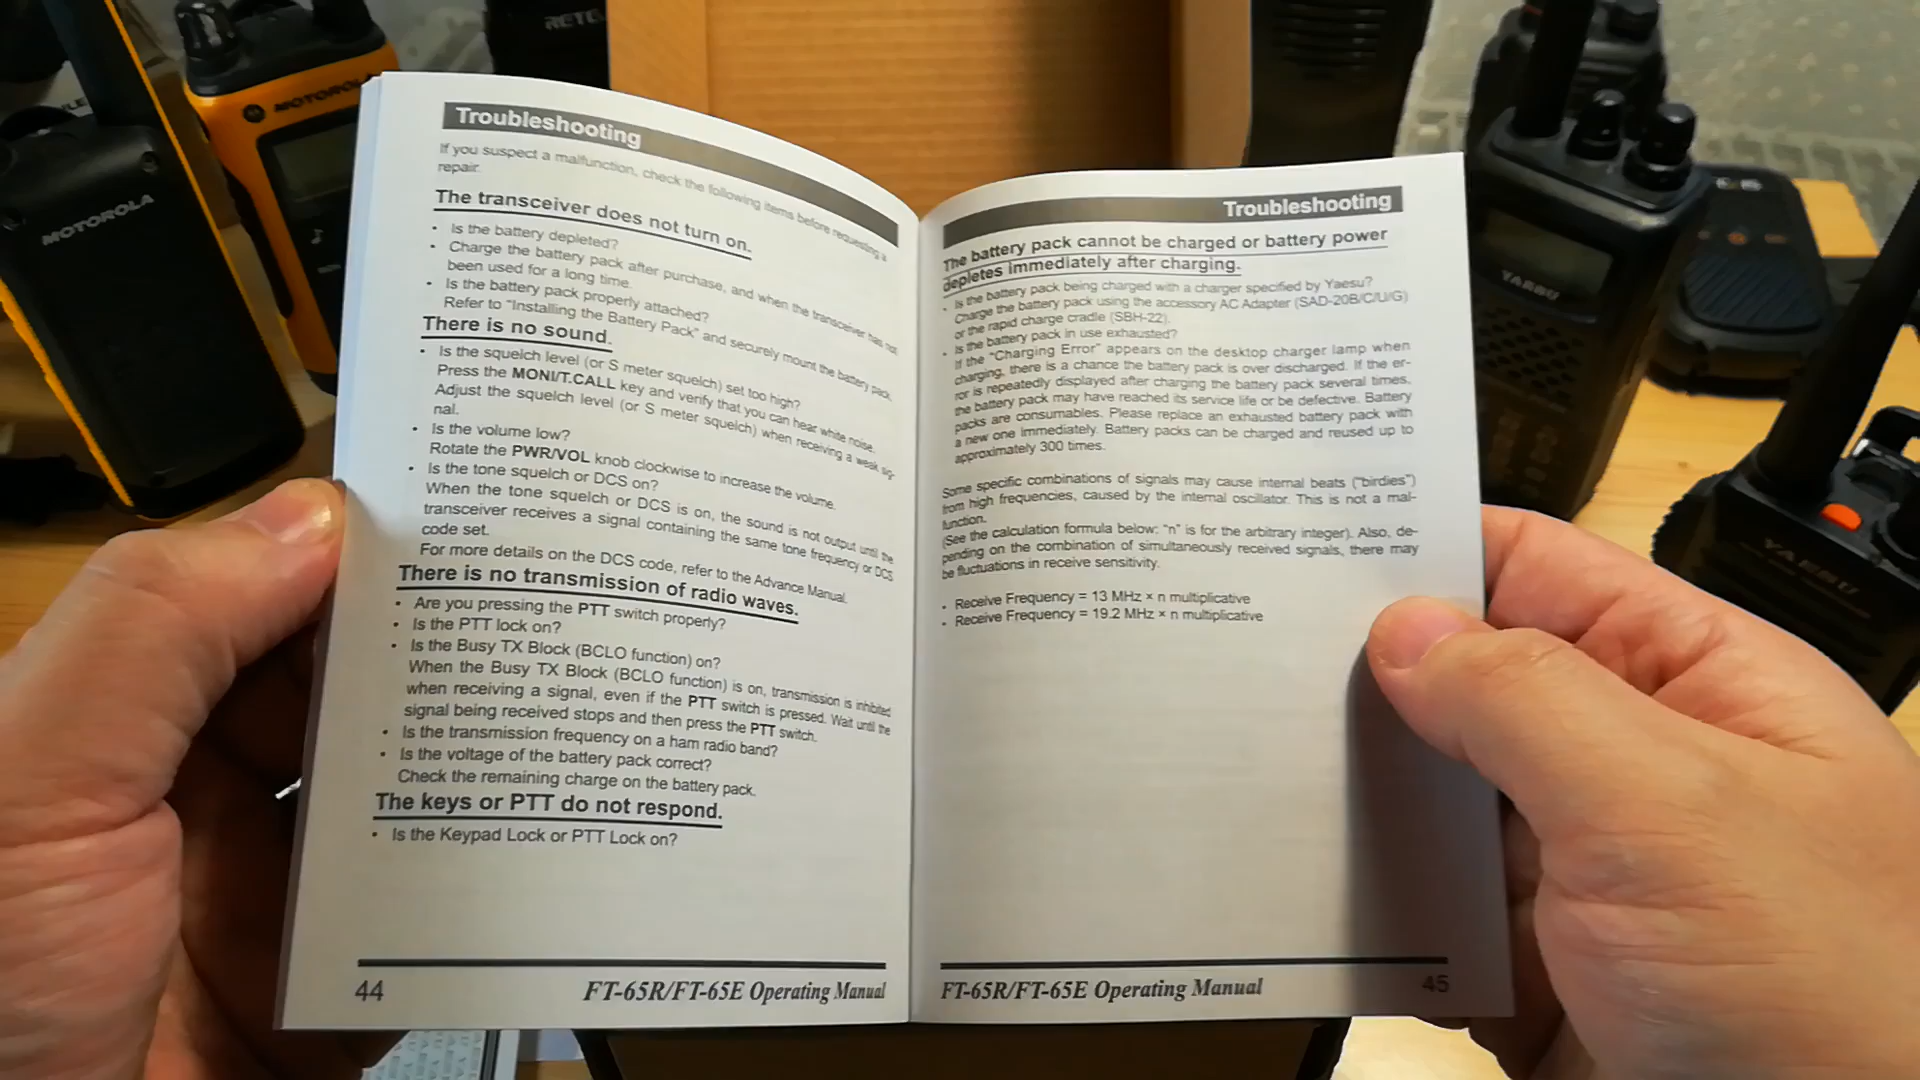 RETE
MOTOROLA
MOTOROLA
Troubleshooting
If you suspect a malfunction, check the following items before requesting a
repair.
The transceiver does not turn on.
• Is the battery depleted?
• Charge the battery pack after purchase, and when the transceiver has not
been used for a long time.
• Is the battery pack properly attached?
Refer to "Installing the Battery Pack" and securely mount the battery pack.
There is no sound.
• Is the squelch level (or S meter squelch) set too high?
Press the MONI/T.CALL key and verify that you can hear white noise.
Adjust the squelch level (or S meter squelch) when receiving a weak sig-
nal.
• Is the volume low?
Rotate the PWR/VOL knob clockwise to increase the volume.
• Is the tone squelch or DCS on?
When the tone squelch or DCS is on, the sound is not output until the
transceiver receives a signal containing the same tone frequency or DCS
code set.
For more details on the DCS code, refer to the Advance Manual.
There is no transmission of radio waves.
• Are you pressing the PTT switch properly?
• Is the PTT lock on?
• Is the Busy TX Block (BCLO function) on?
When the Busy TX Block (BCLO function) is on, transmission is inhibited
when receiving a signal, even if the PTT switch is pressed. Wait until the
signal being received stops and then press the PTT switch.
• Is the transmission frequency on a ham radio band?
• Is the voltage of the battery pack correct?
Check the remaining charge on the battery pack.
The keys or PTT do not respond.
• Is the Keypad Lock or PTT Lock on?
44
FT-65R/FT-65E Operating Manual
Troubleshooting
The battery pack cannot be charged or battery power
depletes immediately after charging.
• Is the battery pack being charged with a charger specified by Yaesu?
Charge the battery pack using the accessory AC Adapter (SAD-20B/C/U/G)
or the rapid charge cradle (SBH-22).
• Is the battery pack in use exhausted?
If the "Charging Error" appears on the desktop charger lamp when
charging, there is a chance the battery pack is over discharged. If the er-
ror is repeatedly displayed after charging the battery pack several times,
the battery pack may have reached its service life or be defective. Battery
packs are consumables. Please replace an exhausted battery pack with
a new one immediately. Battery packs can be charged and reused up to
approximately 300 times.
Some specific combinations of signals may cause internal beats ("birdies")
from high frequencies, caused by the internal oscillator. This is not a mal-
function.
(See the calculation formula below: "n" is for the arbitrary integer). Also, de-
pending on the combination of simultaneously received signals, there may
be fluctuations in receive sensitivity.
• Receive Frequency = 13 MHz × n multiplicative
• Receive Frequency = 19.2 MHz × n multiplicative
FT-65R/FT-65E Operating Manual
45
YAESU
YAESU